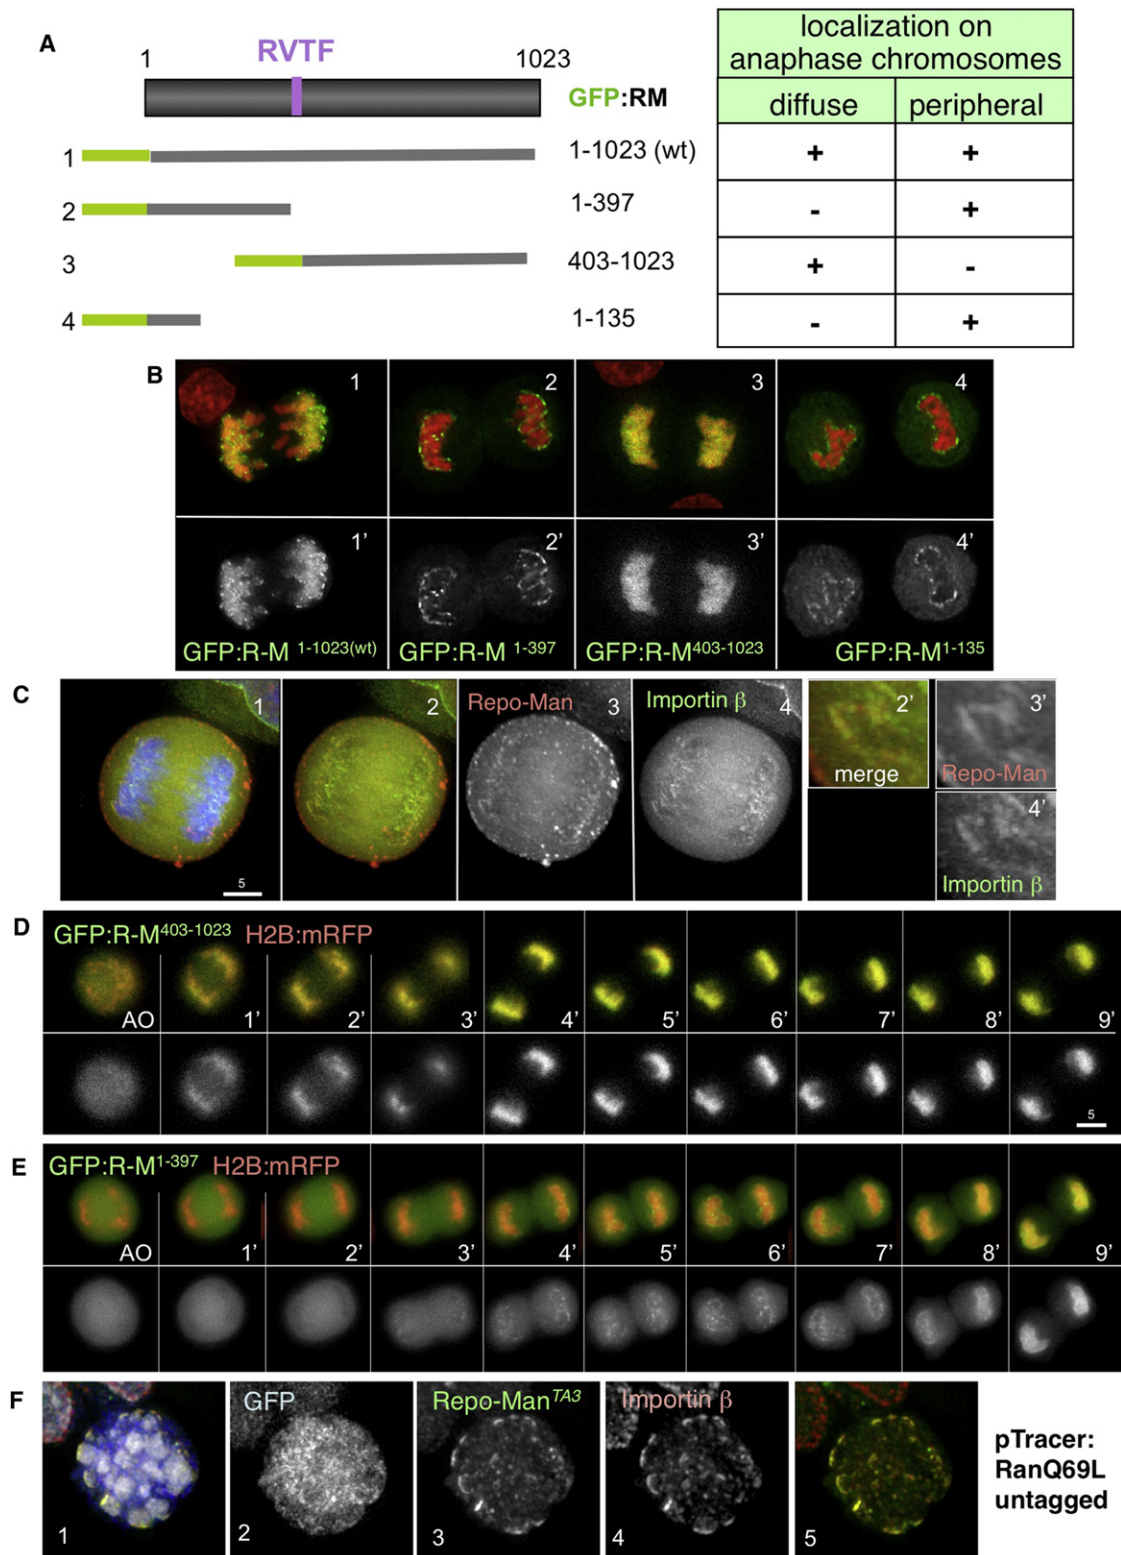 A
RVTF
1
1023
GFP:RM
1
1-1023 (wt)
2
1-397
3
403-1023
4
1-135
localization on
anaphase chromosomes
diffuse
peripheral
+
+
-
+
+
-
-
+
B
1
2
3
4
1'
2'
3'
4'
GFP:R-M 1-1023(wt)
GFP:R-M 1-397
GFP:R-M403-1023
GFP:R-M1-135
C
1
2
Repo-Man
3
Importin β
4
5
2'
merge
3'
Repo-Man
4'
Importin β
D
GFP:R-M403-1023
H2B:mRFP
AO
1'
2'
3'
4'
5'
6'
7'
8'
9'
5
E
GFP:R-M1-397
H2B:mRFP
AO
1'
2'
3'
4'
5'
6'
7'
8'
9'
F
GFP
Repo-ManTA3
Importin β
1
2
3
4
5
pTracer:
RanQ69L
untagged